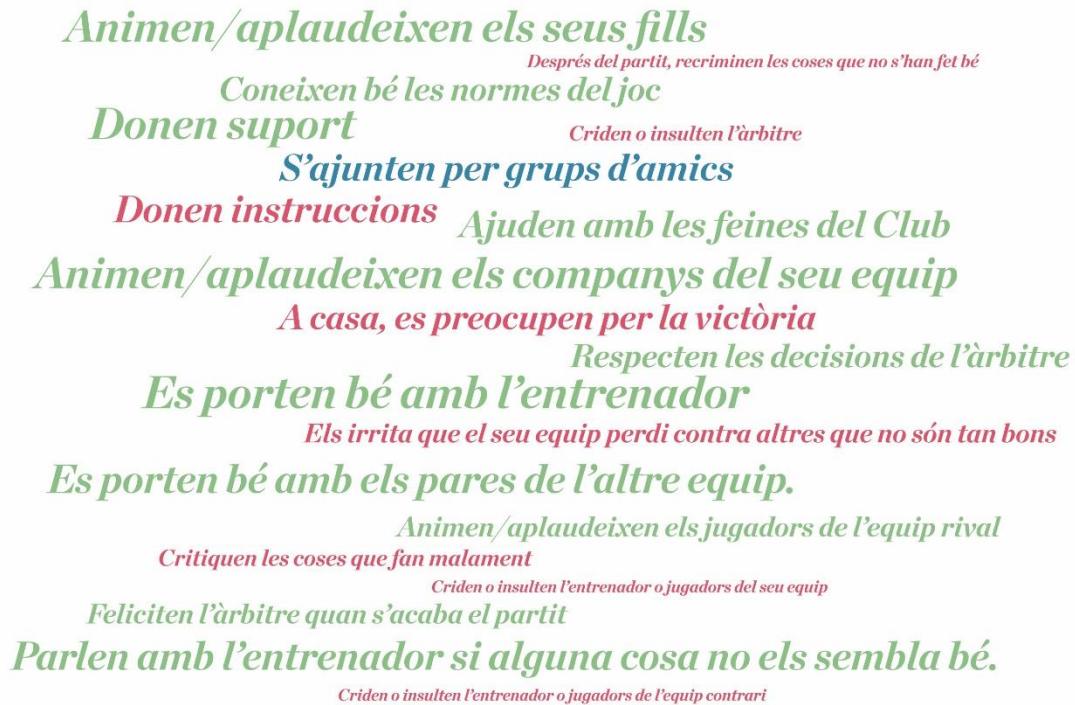 Animen/aplaudeixen els seus fills
Després del partit, recriminen les coses que no s'han fet bé
Coneixen bé les normes del joc
Donen suport
Criden o insulten l'àrbitre
S'ajunten per grups d'amics
Donen instruccions
Ajuden amb les feines del Club
Animen/aplaudeixen els companys del seu equip
A casa, es preocupen per la victòria
Respecten les decisions de l'àrbitre
Es porten bé amb l'entrenador
Els irrita que el seu equip perdi contra altres que no són tan bons
Es porten bé amb els pares de l'altre equip.
Animen/aplaudeixen els jugadors de l'equip rival
Critiquen les coses que fan malament
Criden o insulten l'entrenador o jugadors del seu equip
Feliciten l'àrbitre quan s'acaba el partit
Parlen amb l'entrenador si alguna cosa no els sembla bé.
Criden o insulten l'entrenador o jugadors de l'equip contrari